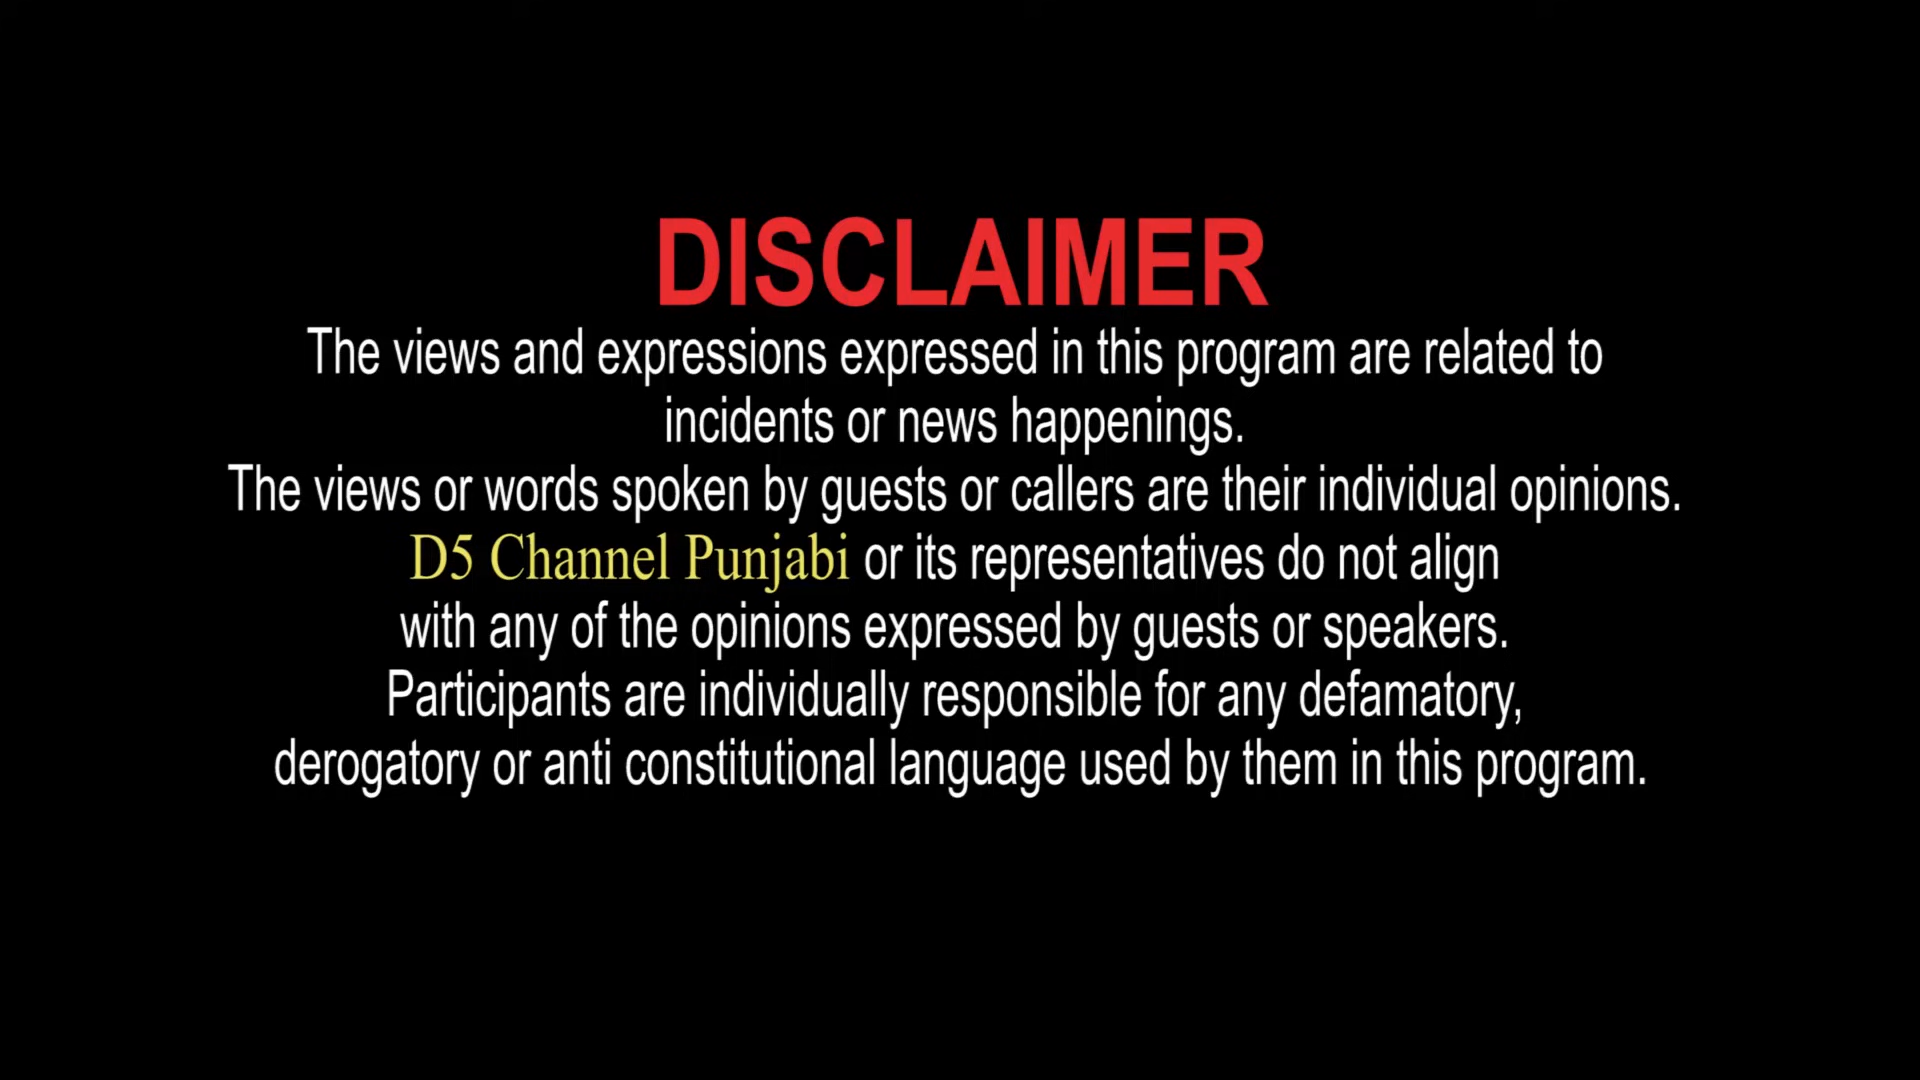 DISCLAIMER
The views and expressions expressed in this program are related to
incidents or news happenings.
The views or words spoken by guests or callers are their individual opinions.
D5 Channel Punjabi or its representatives do not align
with any of the opinions expressed by guests or speakers.
Participants are individually responsible for any defamatory,
derogatory or anti constitutional language used by them in this program.